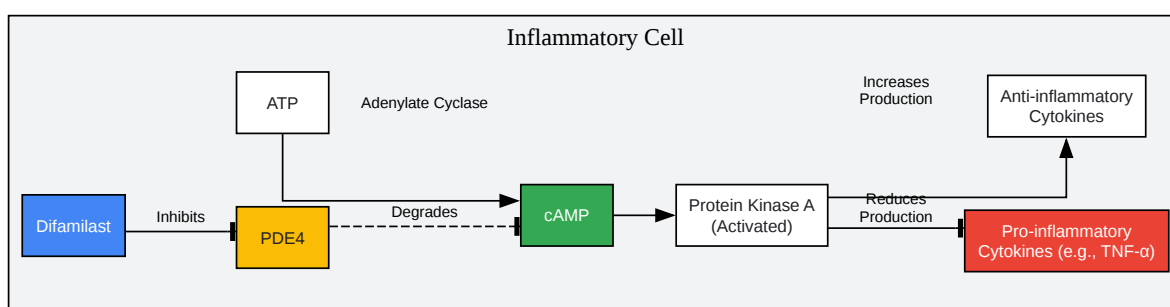 Inflammatory Cell
ATP
Adenylate Cyclase
Increases
Production
Anti-inflammatory
Cytokines
Difamilast
Inhibits
PDE4
Degrades
cAMP
Protein Kinase A
(Activated)
Reduces
Production
Pro-inflammatory
Cytokines (e.g., TNF-α)